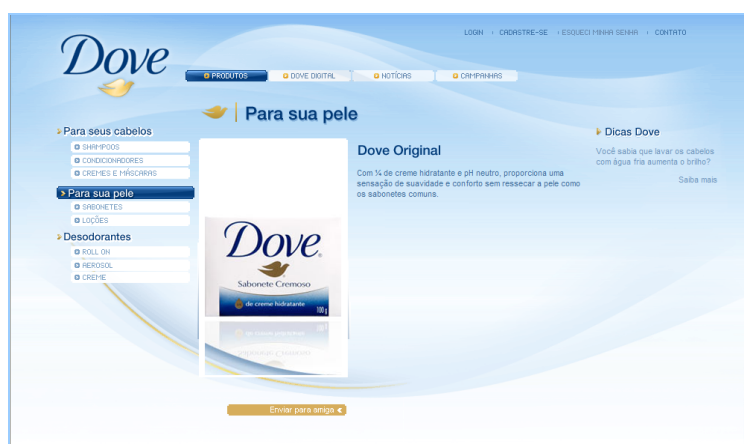 LOGIN
CADASTRE-SE
ESQUECI MINHA SENHA
CONTATO
Dove
PRODUTOS
DOVE DIGITAL
NOTÍCIAS
CAMPANHAS
Para sua pele
Para seus cabelos
SHAMPOOS
CONDICIONADORES
CREMES E MÁSCARAS
Para sua pele
SABONETES
LOÇÕES
Desodorantes
ROLL ON
AEROSOL
CREME
Dove
Sabonete Cremoso
de creme hidratante
100 g
Enviar para amiga
Dove Original
Com ¼ de creme hidratante e pH neutro, proporciona uma
sensação de suavidade e conforto sem ressecar a pele como
os sabonetes comuns.
Dicas Dove
Você sabia que lavar os cabelos
com água fria aumenta o brilho?
Saiba mais